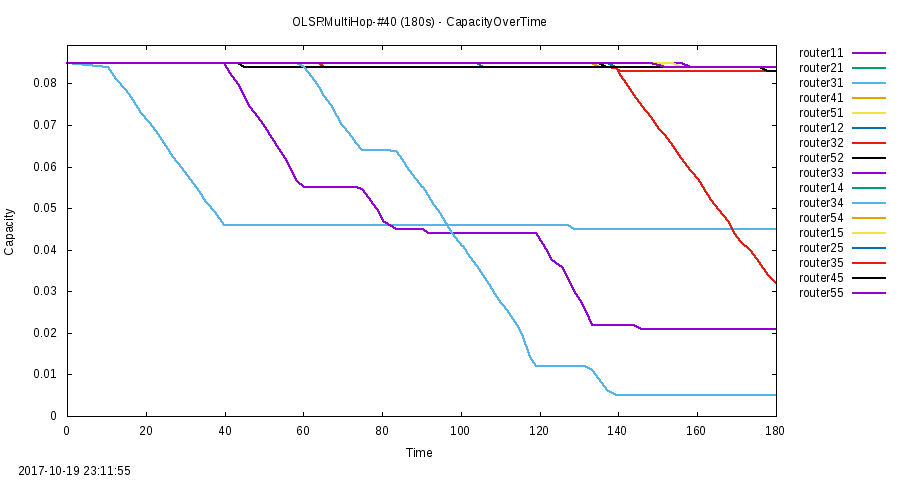 OLSRMultiHop-#40 (180s) - CapacityOverTime
router11
router21
router31
router41
router51
router12
router32
router52
router33
router14
router34
router54
router15
router25
router35
router45
router55
0.08
0.07
0.06
0.05
0.04
0.03
0.02
0.01
0
Capacity
0 20 40 60 80 100 120 140 160 180
Time
2017-10-19 23:11:55